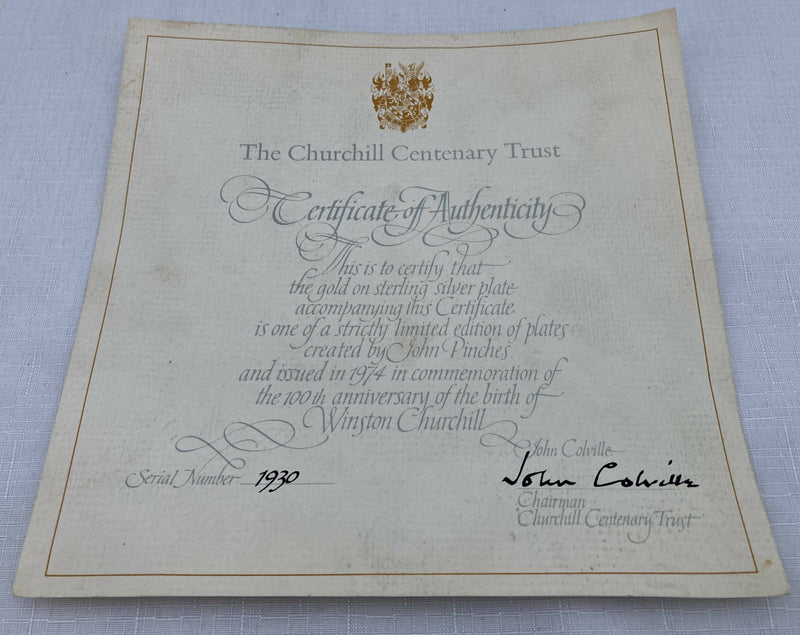 The Churchill Centenary Trust
Certificate of Authenticity
This is to certify that
the gold on sterling silver plate
accompanying this Certificate
is one of a strictly limited edition of plates
created by John Pinches
and issued in 1974 in commemoration of
the 100th anniversary of the birth of
Winston Churchill
John Colville
Serial Number 1930
John Colville
Chairman
Churchill Centenary Trust